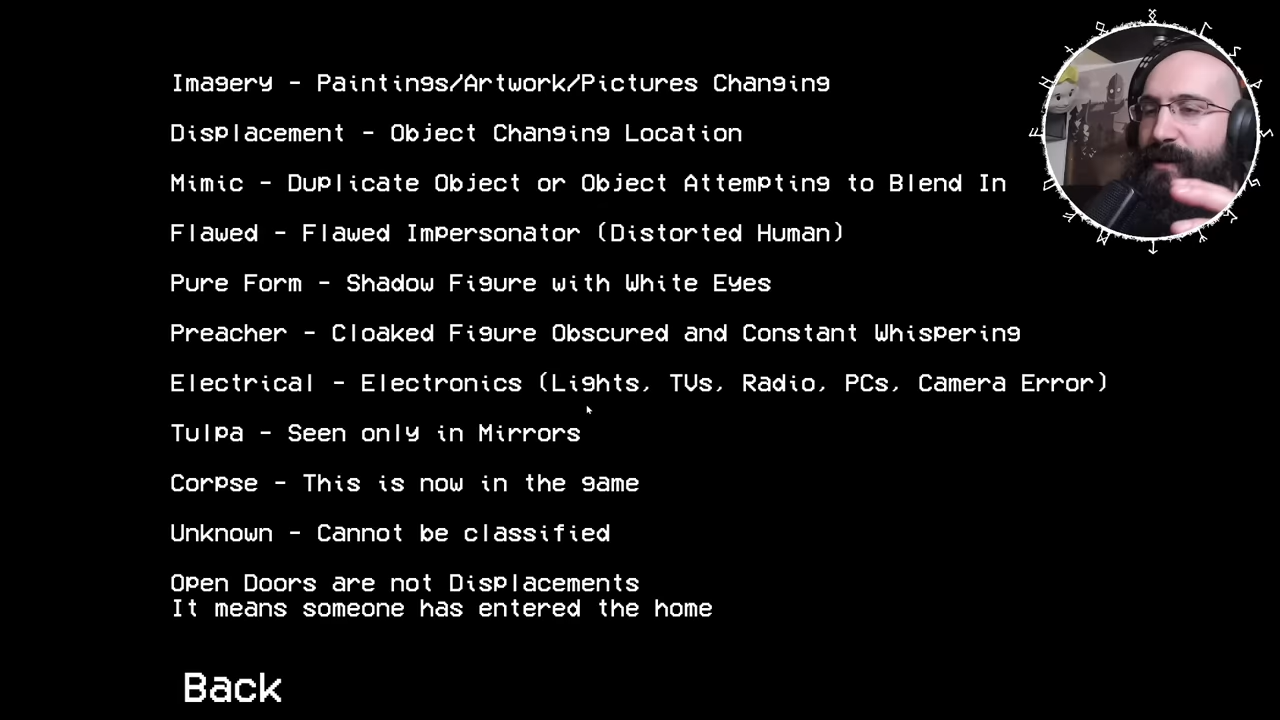 Imagery - Paintings/Artwork/Pictures Changing
Displacement - Object Changing Location
Mimic - Duplicate Object or Object Attempting to Blend In
Flawed - Flawed Impersonator (Distorted Human)
Pure Form - Shadow Figure with White Eyes
Preacher - Cloaked Figure Obscured and Constant Whispering
Electrical - Electronics (Lights, TVs, Radio, PCs, Camera Error)
Tulpa - Seen only in Mirrors
Corpse - This is now in the game
Unknown - Cannot be classified
Open Doors are not Displacements
It means someone has entered the home
Back